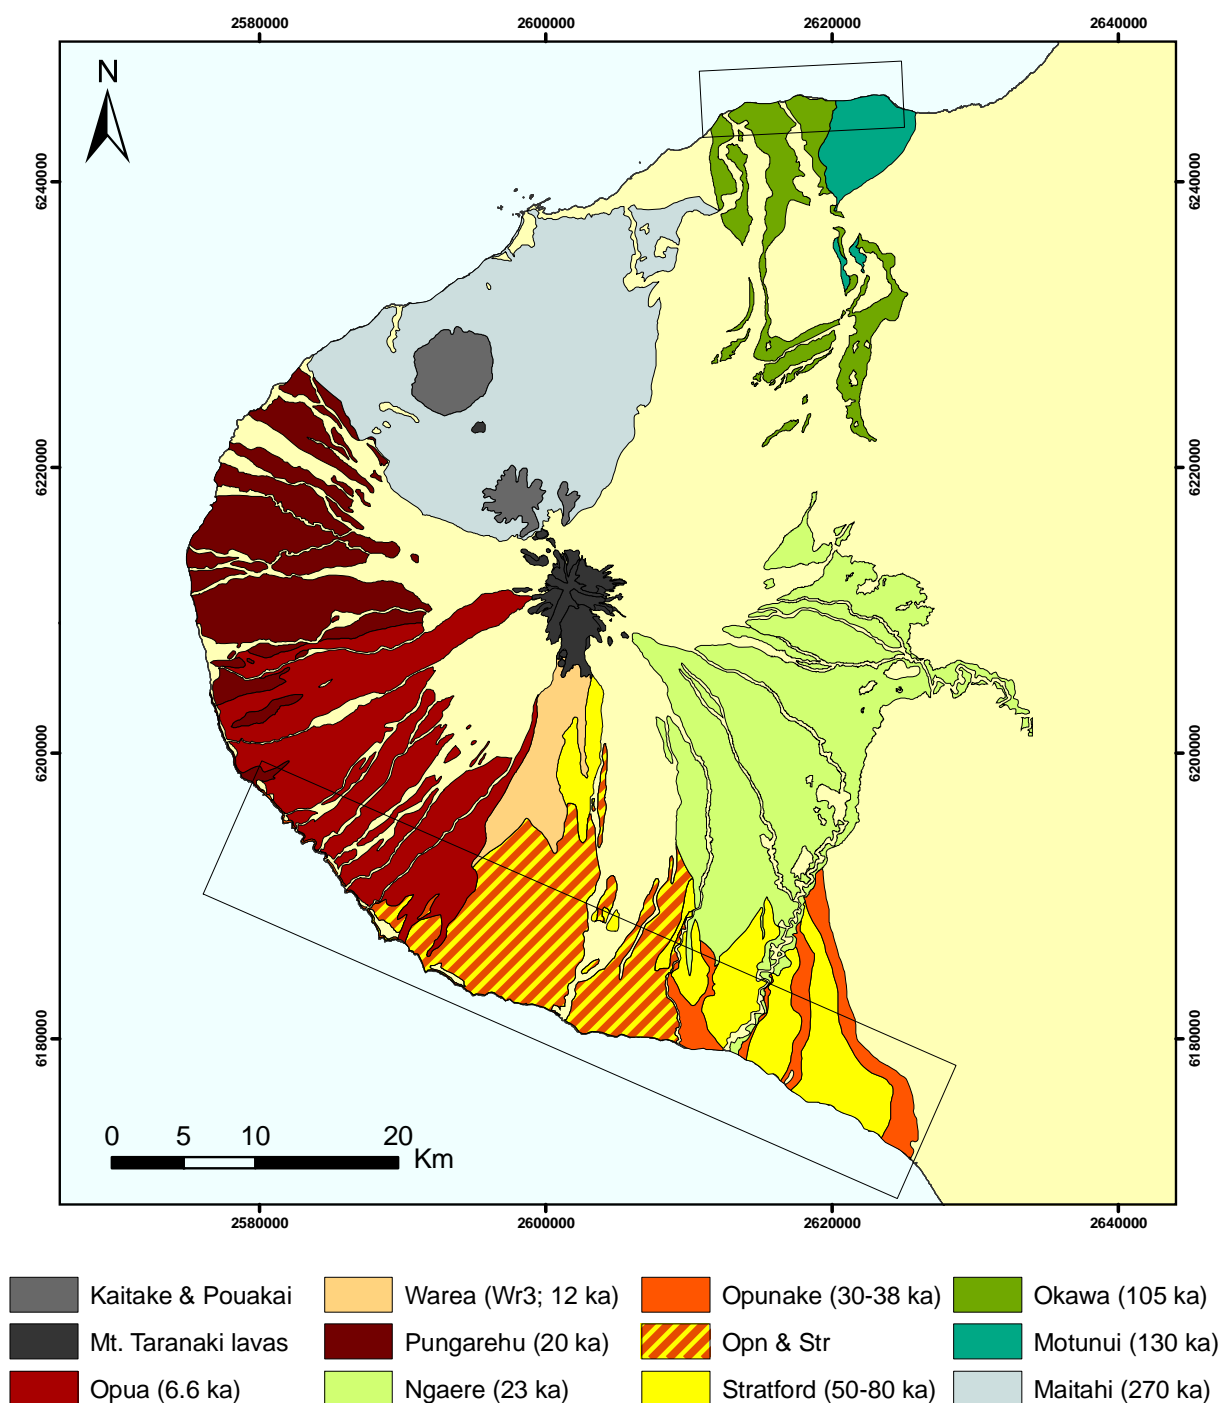 2580000 2600000 2620000 2640000
N
6240000 6240000
6220000 6220000
6200000 6200000
6180000 6180000
0 5 10 20
Km
2580000 2600000 2620000 2640000
Kaitake & Pouakai Warea (Wr3; 12 ka) Opunake (30-38 ka) Okawa (105 ka)
Mt. Taranaki lavas Pungarehu (20 ka) Opn & Str Motunui (130 ka)
Opua (6.6 ka) Ngaere (23 ka) Stratford (50-80 ka) Maitahi (270 ka)